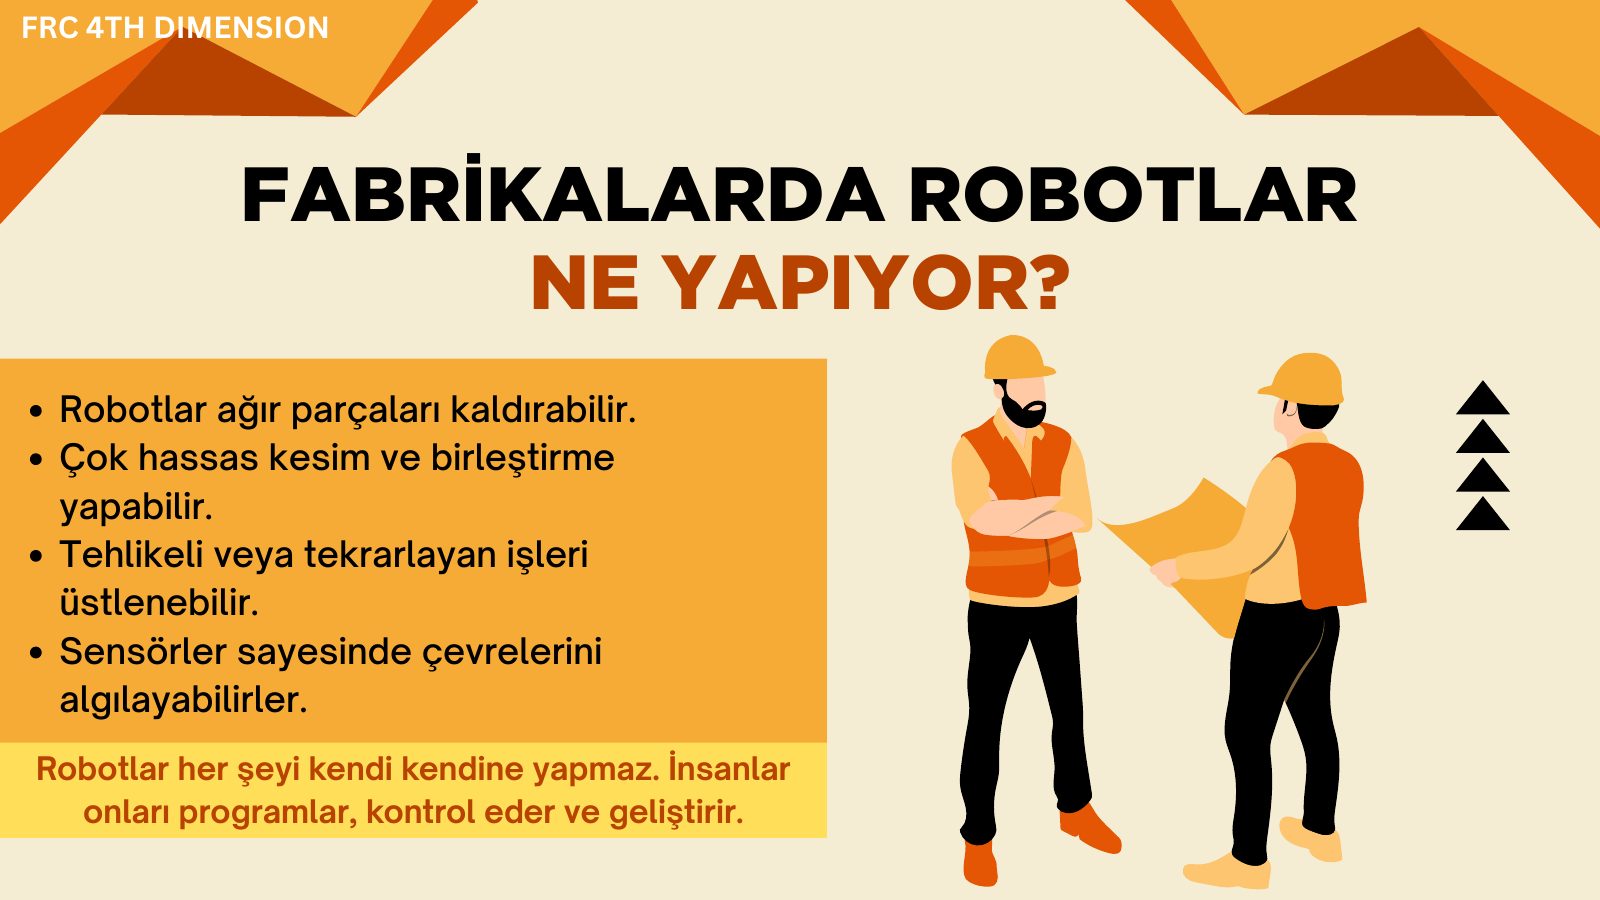 FRC 4TH DIMENSION
FABRİKALARDA ROBOTLAR
NE YAPIYOR?
• Robotlar ağır parçaları kaldırabilir.
• Çok hassas kesim ve birleştirme
yapabilir.
• Tehlikeli veya tekrarlayan işleri
üstlenebilir.
• Sensörler sayesinde çevrelerini
algılayabilirler.
Robotlar her şeyi kendi kendine yapmaz. İnsanlar
onları programlar, kontrol eder ve geliştirir.